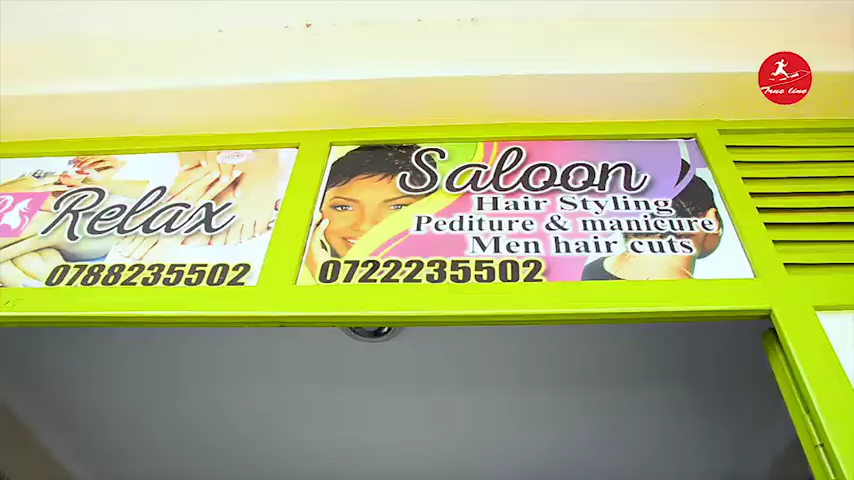 True line
Relax
0788235502
Saloon
Hair Styling
Pediture & manicure
Men hair cuts
0722235502